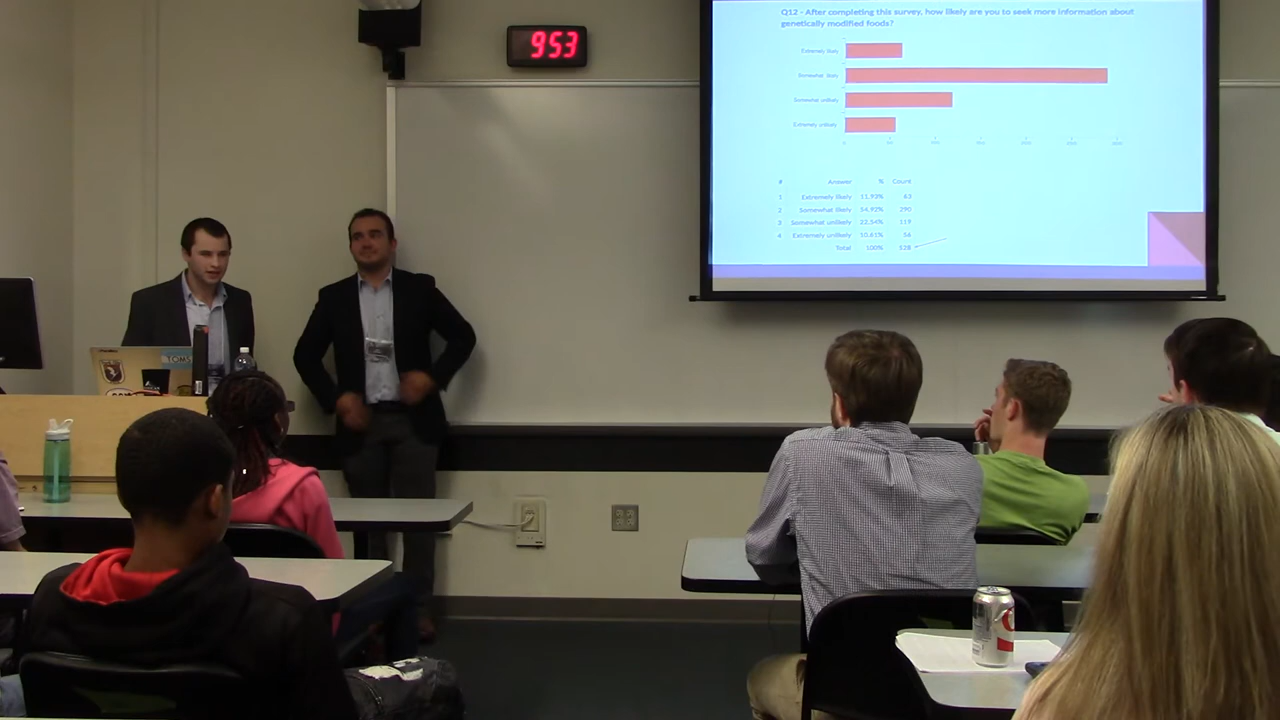 953
Q12 - After completing this survey, how likely are you to seek more information about
genetically modified foods?
Extremely likely
Somewhat likely
Somewhat unlikely
Extremely unlikely
# Answer % Count
1 Extremely likely 11.93% 63
2 Somewhat likely 54.92% 290
3 Somewhat unlikely 22.54% 119
4 Extremely unlikely 10.61% 56
Total 100% 528
TOMS